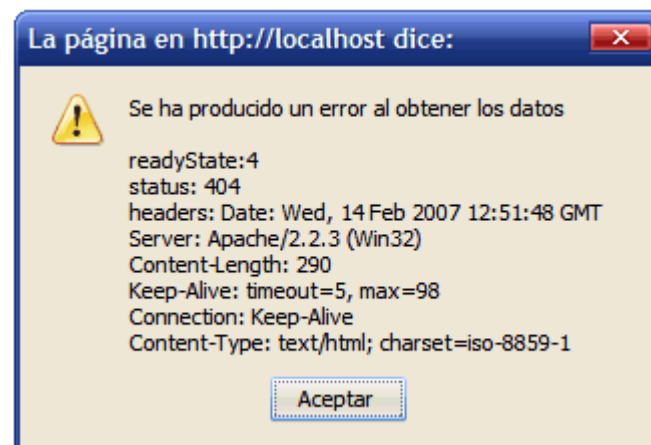 La página en http://localhost dice:
Se ha producido un error al obtener los datos
readyState:4
status: 404
headers: Date: Wed, 14 Feb 2007 12:51:48 GMT
Server: Apache/2.2.3 (Win32)
Content-Length: 290
Keep-Alive: timeout=5, max=98
Connection: Keep-Alive
Content-Type: text/html; charset=iso-8859-1
Aceptar